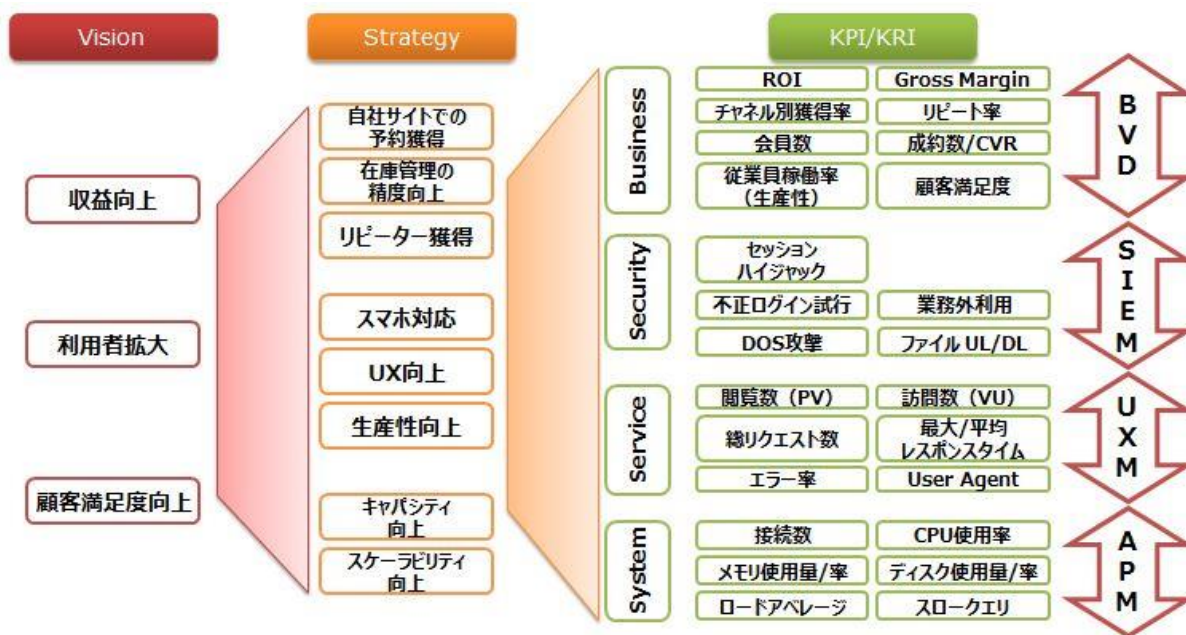 Vision
Strategy
KPI/KRI
収益向上
利用者拡大
顧客満足度向上
自社サイトでの
予約獲得
在庫管理の
精度向上
リピーター獲得
スマホ対応
UX向上
生産性向上
キャパシティ
向上
スケーラビリティ
向上
Business
ROI
Gross Margin
チャネル別獲得率
リピート率
会員数
成約数/CVR
従業員稼働率
(生産性)
顧客満足度
BVD
Security
セッション
ハイジャック
不正ログイン試行
業務外利用
DOS攻撃
ファイル UL/DL
SIEM
Service
閲覧数（PV）
訪問数（VU）
総リクエスト数
最大/平均
レスポンスタイム
エラー率
User Agent
UXM
System
接続数
CPU使用率
メモリ使用量/率
ディスク使用量/率
ロードアベレージ
スロークエリ
APM